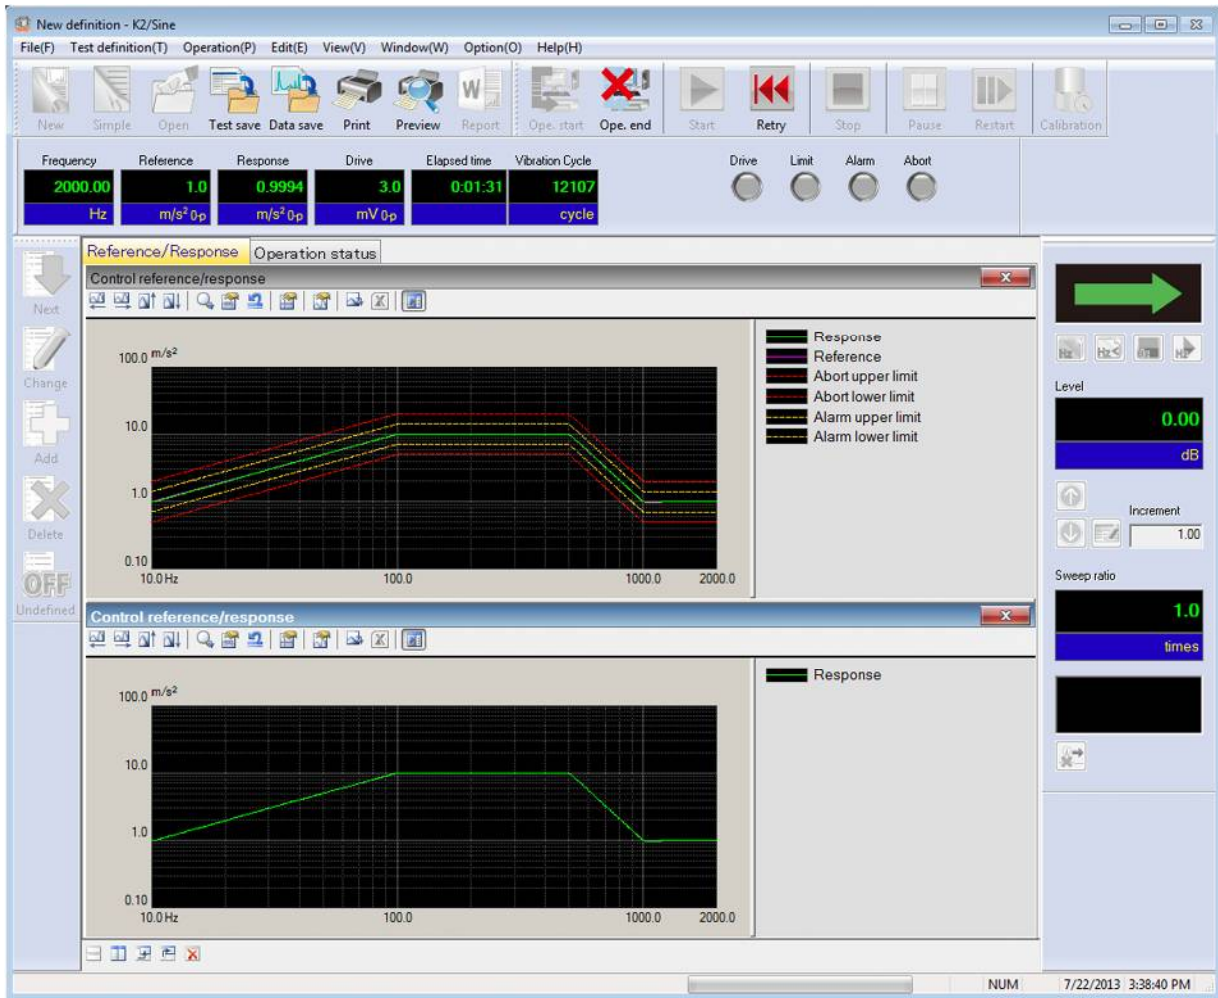 New definition - K2/Sine
File(F) Test definition(T) Operation(P) Edit(E) View(V) Window(W) Option(O) Help(H)
New Simple Open Test save Data save Print Preview Report Ope. start Ope. end Start Retry Stop Pause Restart Calibration
Frequency Reference Response Drive Elapsed time Vibration Cycle Drive Limit Alarm Abort
2000.00 1.0 0.9994 3.0 0:01:31 12107
Hz m/s² 0-p m/s² 0-p mV 0-p cycle
Next
Change
Add
Delete
OFF
Undefined
Reference/Response Operation status
Control reference/response
100.0 m/s²
10.0
1.0
0.10
10.0 Hz 100.0 1000.0 2000.0
Response
Reference
Abort upper limit
Abort lower limit
Alarm upper limit
Alarm lower limit
Control reference/response
100.0 m/s²
10.0
1.0
0.10
10.0 Hz 100.0 1000.0 2000.0
Response
Level
0.00
dB
Increment
1.00
Sweep ratio
1.0
times
NUM 7/22/2013 3:38:40 PM